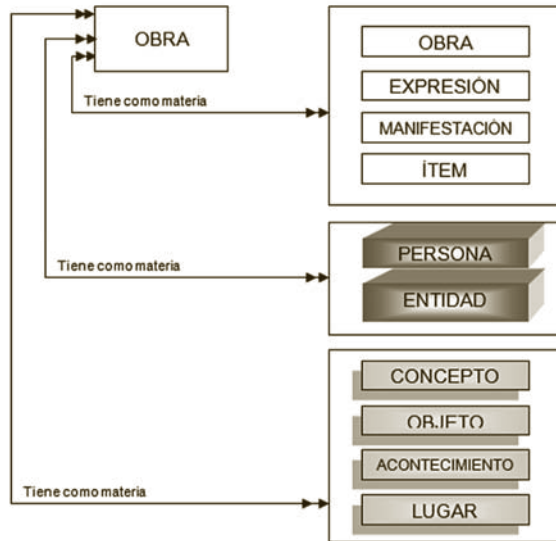 OBRA
OBRA
EXPRESIÓN
MANIFESTACIÓN
ÍTEM
Tiene como materia
PERSONA
ENTIDAD
Tiene como materia
CONCEPTO
OBJETO
ACONTECIMIENTO
LUGAR
Tiene como materia